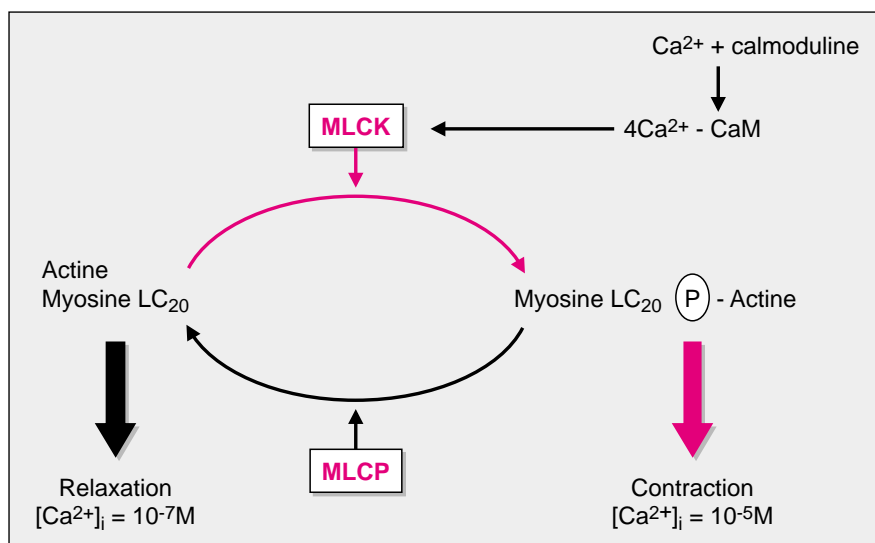 Ca²⁺ + calmoduline
4Ca²⁺ - CaM
MLCK
Actine
Myosine LC₂₀
Myosine LC₂₀ P - Actine
MLCP
Relaxation
[Ca²⁺]ᵢ = 10⁻⁷M
Contraction
[Ca²⁺]ᵢ = 10⁻⁵M